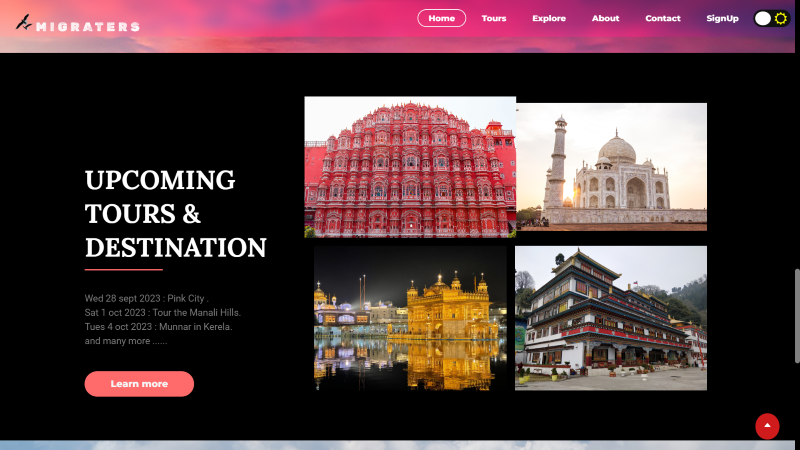 MIGRATERS
Home Tours Explore About Contact SignUp
UPCOMING
TOURS &
DESTINATION
Wed 28 sept 2023 : Pink City .
Sat 1 oct 2023 : Tour the Manali Hills.
Tues 4 oct 2023 : Munnar in Kerela.
and many more ......
Learn more